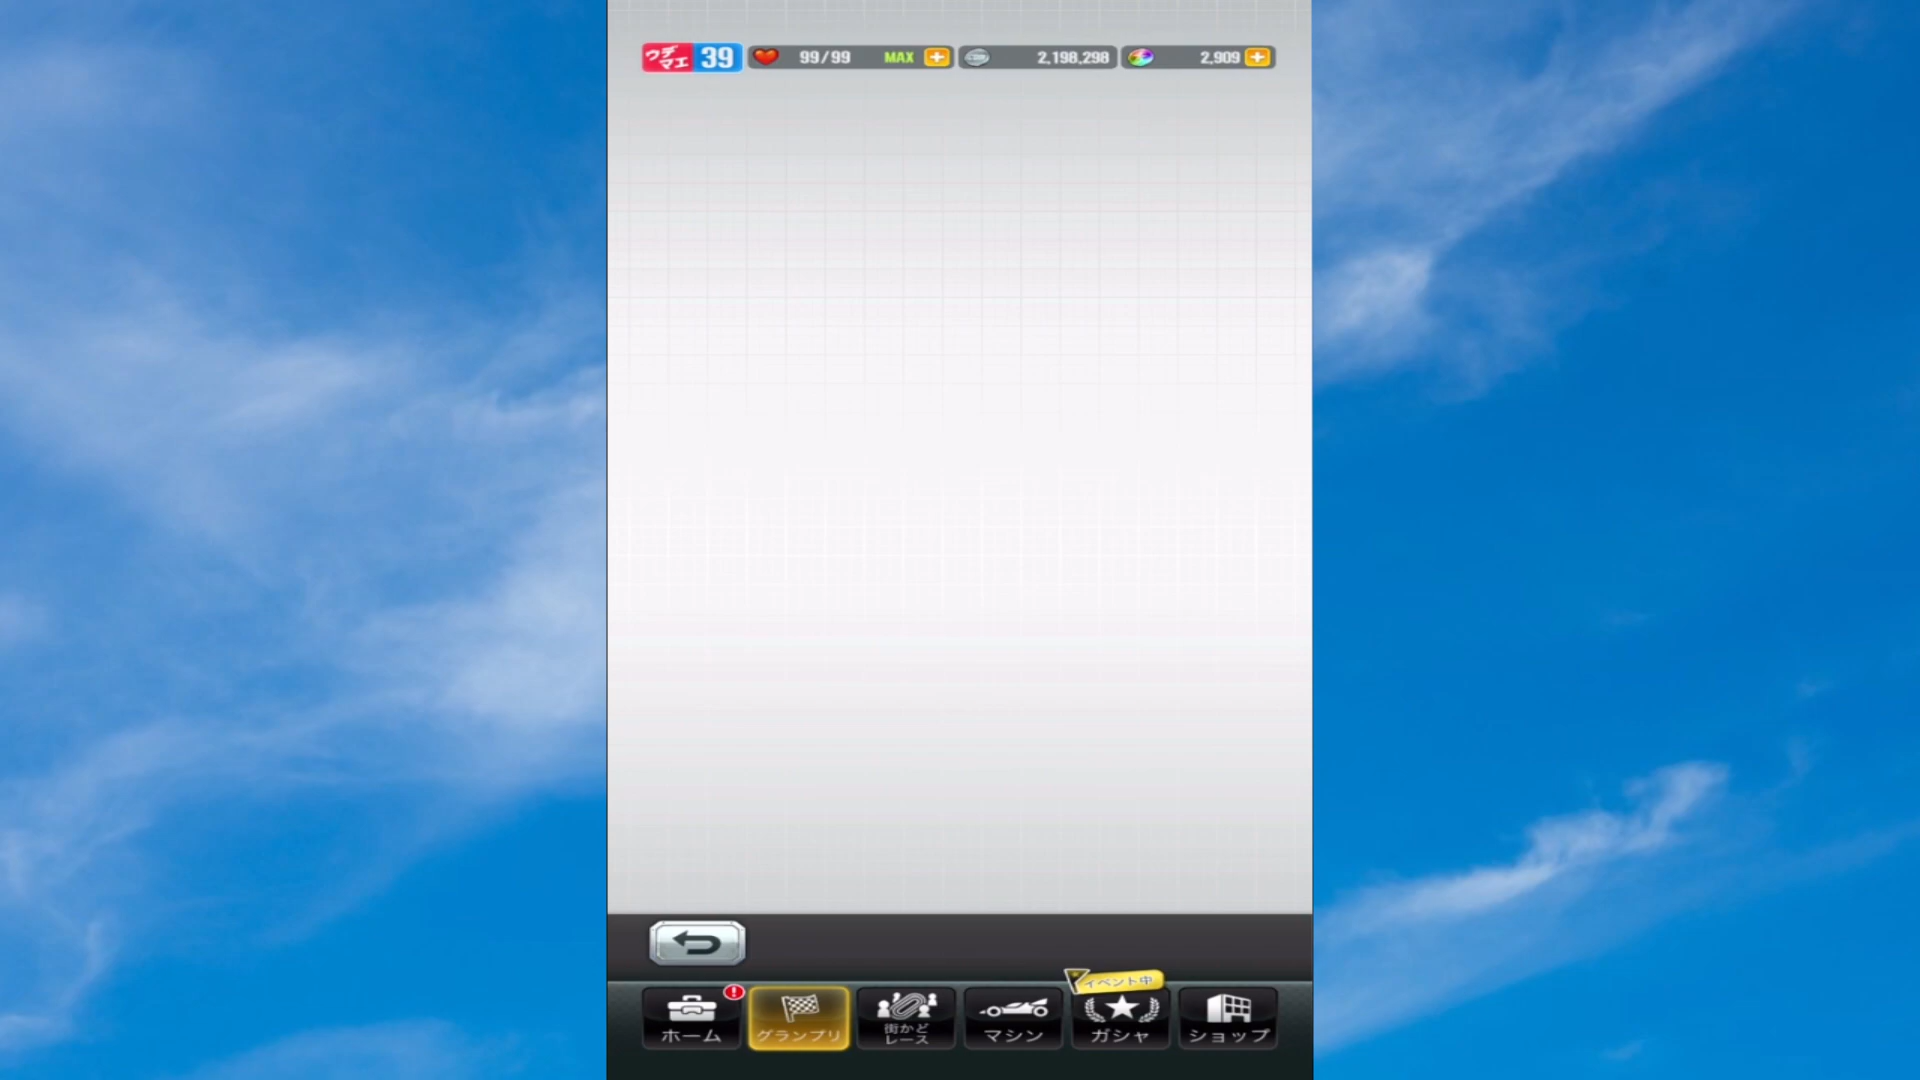 ウデマエ 39 99/99 MAX 2,198,298 2,909
イベント中
ホーム グランプリ 街かどレース マシン ガシャ ショップ